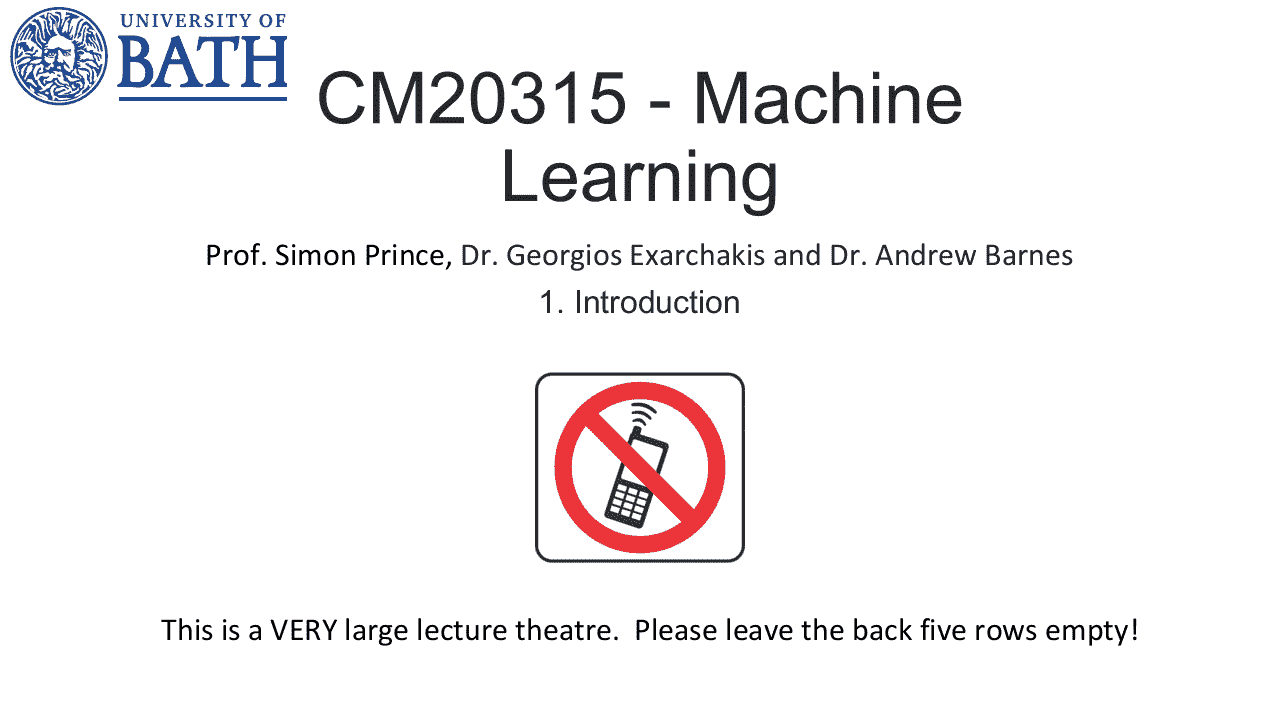 UNIVERSITY OF
BATH
CM20315 - Machine
Learning
Prof. Simon Prince, Dr. Georgios Exarchakis and Dr. Andrew Barnes
1. Introduction
This is a VERY large lecture theatre.  Please leave the back five rows empty!